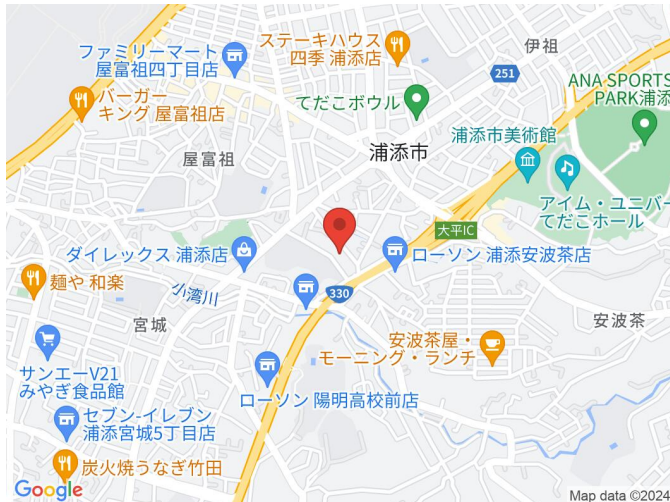 伊祖
ステーキハウス
四季 浦添店
ファミリーマート
屋富祖四丁目店
251
ANA SPORTS
PARK浦添
バーガー
キング 屋富祖店
てだこボウル
浦添市美術館
屋富祖
浦添市
アイム・ユニバー
てだこホール
太平IC
ダイレックス 浦添店
ローソン 浦添安波茶店
麺や 和楽
小湾川
330
宮城
安波茶
安波茶屋・
モーニング・ランチ
サンエーV21
みやぎ食品館
ローソン 陽明高校前店
セブン-イレブン
浦添宮城5丁目店
炭火焼うなぎ竹田
Google
Map data ©2024